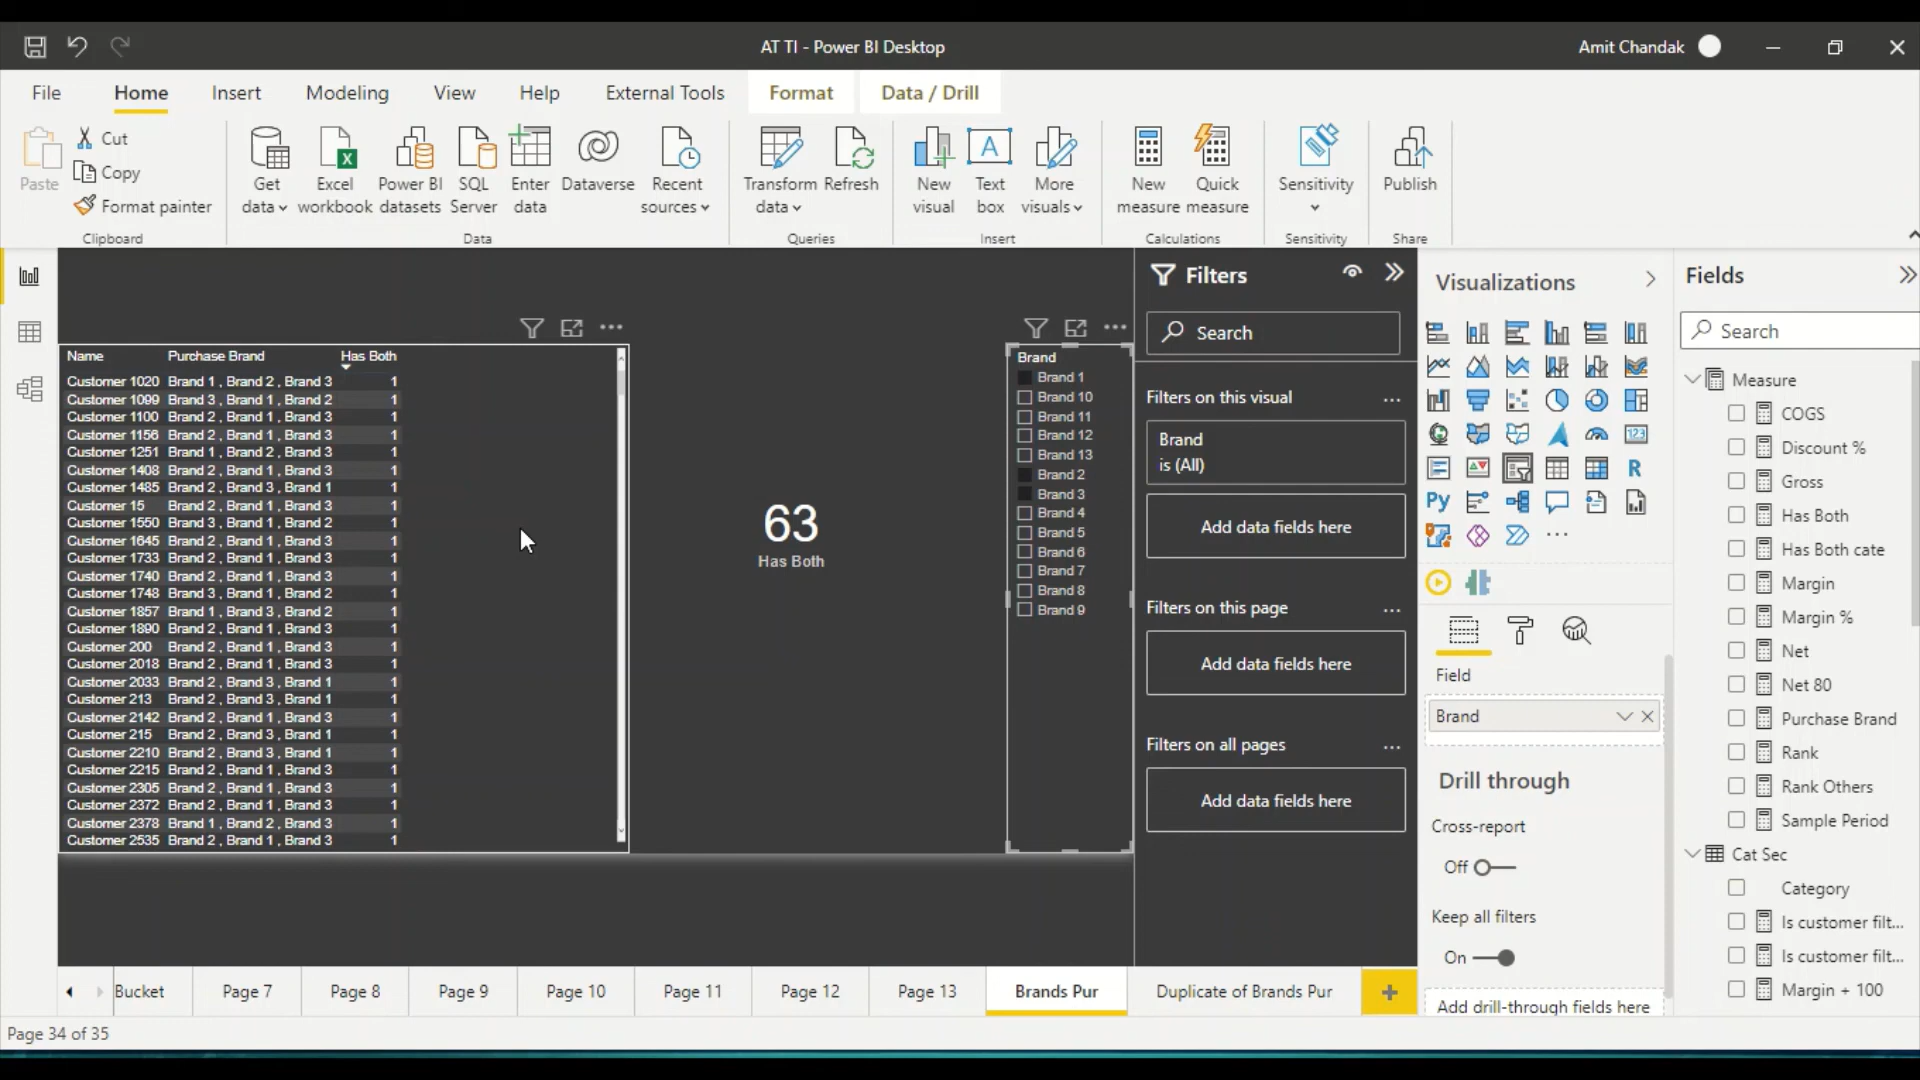 AT TI - Power BI Desktop
Amit Chandak
File
Home
Insert
Modeling
View
Help
External Tools
Format
Data / Drill
Paste
Cut
Copy
Format painter
Clipboard
Get data
Excel workbook
Power BI datasets
SQL Server
Enter data
Dataverse
Recent sources
Data
Transform data
Refresh
Queries
New visual
Text box
More visuals
Insert
New measure
Quick measure
Calculations
Sensitivity
Sensitivity
Publish
Share
Name Purchase Brand Has Both
Customer 1020 Brand 1 , Brand 2 , Brand 3 1
Customer 1099 Brand 3 , Brand 1 , Brand 2 1
Customer 1100 Brand 2 , Brand 1 , Brand 3 1
Customer 1156 Brand 2 , Brand 1 , Brand 3 1
Customer 1251 Brand 1 , Brand 2 , Brand 3 1
Customer 1408 Brand 2 , Brand 1 , Brand 3 1
Customer 1485 Brand 2 , Brand 3 , Brand 1 1
Customer 15 Brand 2 , Brand 1 , Brand 3 1
Customer 1550 Brand 3 , Brand 1 , Brand 2 1
Customer 1645 Brand 2 , Brand 1 , Brand 3 1
Customer 1733 Brand 2 , Brand 1 , Brand 3 1
Customer 1740 Brand 2 , Brand 1 , Brand 3 1
Customer 1748 Brand 3 , Brand 1 , Brand 2 1
Customer 1857 Brand 1 , Brand 3 , Brand 2 1
Customer 1890 Brand 2 , Brand 1 , Brand 3 1
Customer 200 Brand 2 , Brand 1 , Brand 3 1
Customer 2018 Brand 2 , Brand 1 , Brand 3 1
Customer 2033 Brand 2 , Brand 3 , Brand 1 1
Customer 213 Brand 2 , Brand 3 , Brand 1 1
Customer 2142 Brand 2 , Brand 1 , Brand 3 1
Customer 215 Brand 2 , Brand 3 , Brand 1 1
Customer 2210 Brand 2 , Brand 3 , Brand 1 1
Customer 2215 Brand 2 , Brand 1 , Brand 3 1
Customer 2305 Brand 2 , Brand 1 , Brand 3 1
Customer 2372 Brand 2 , Brand 1 , Brand 3 1
Customer 2378 Brand 1 , Brand 2 , Brand 3 1
Customer 2535 Brand 2 , Brand 1 , Brand 3 1
63
Has Both
Brand
Brand 1
Brand 10
Brand 11
Brand 12
Brand 13
Brand 2
Brand 3
Brand 4
Brand 5
Brand 6
Brand 7
Brand 8
Brand 9
Filters
Search
Filters on this visual ...
Brand
is (All)
Add data fields here
Filters on this page ...
Add data fields here
Filters on all pages ...
Add data fields here
Visualizations
123
R
Py
...
Field
Brand
Drill through
Cross-report
Off
Keep all filters
On
Add drill-through fields here
Fields
Search
Measure
COGS
Discount %
Gross
Has Both
Has Both cate
Margin
Margin %
Net
Net 80
Purchase Brand
Rank
Rank Others
Sample Period
Cat Sec
Category
Is customer filt...
Is customer filt...
Margin + 100
Bucket
Page 7
Page 8
Page 9
Page 10
Page 11
Page 12
Page 13
Brands Pur
Duplicate of Brands Pur
Page 34 of 35